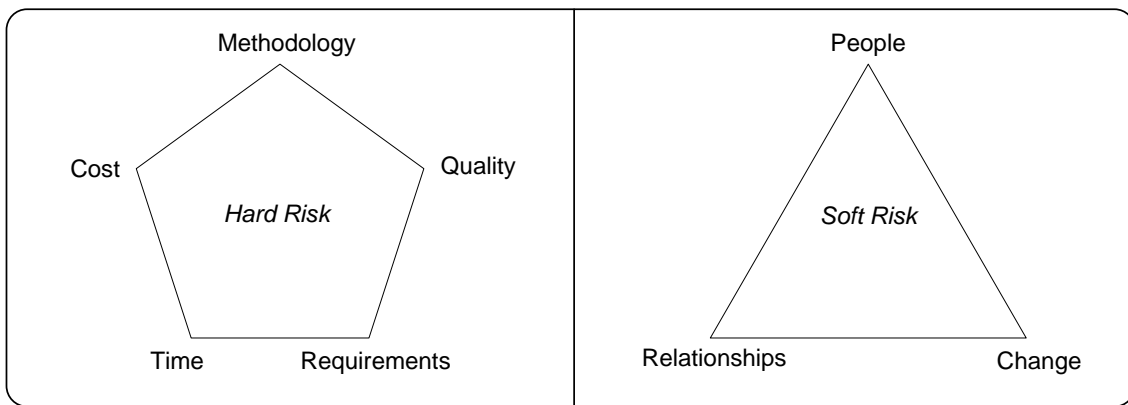 Methodology
Cost
Quality
Hard Risk
Time
Requirements
People
Soft Risk
Relationships
Change